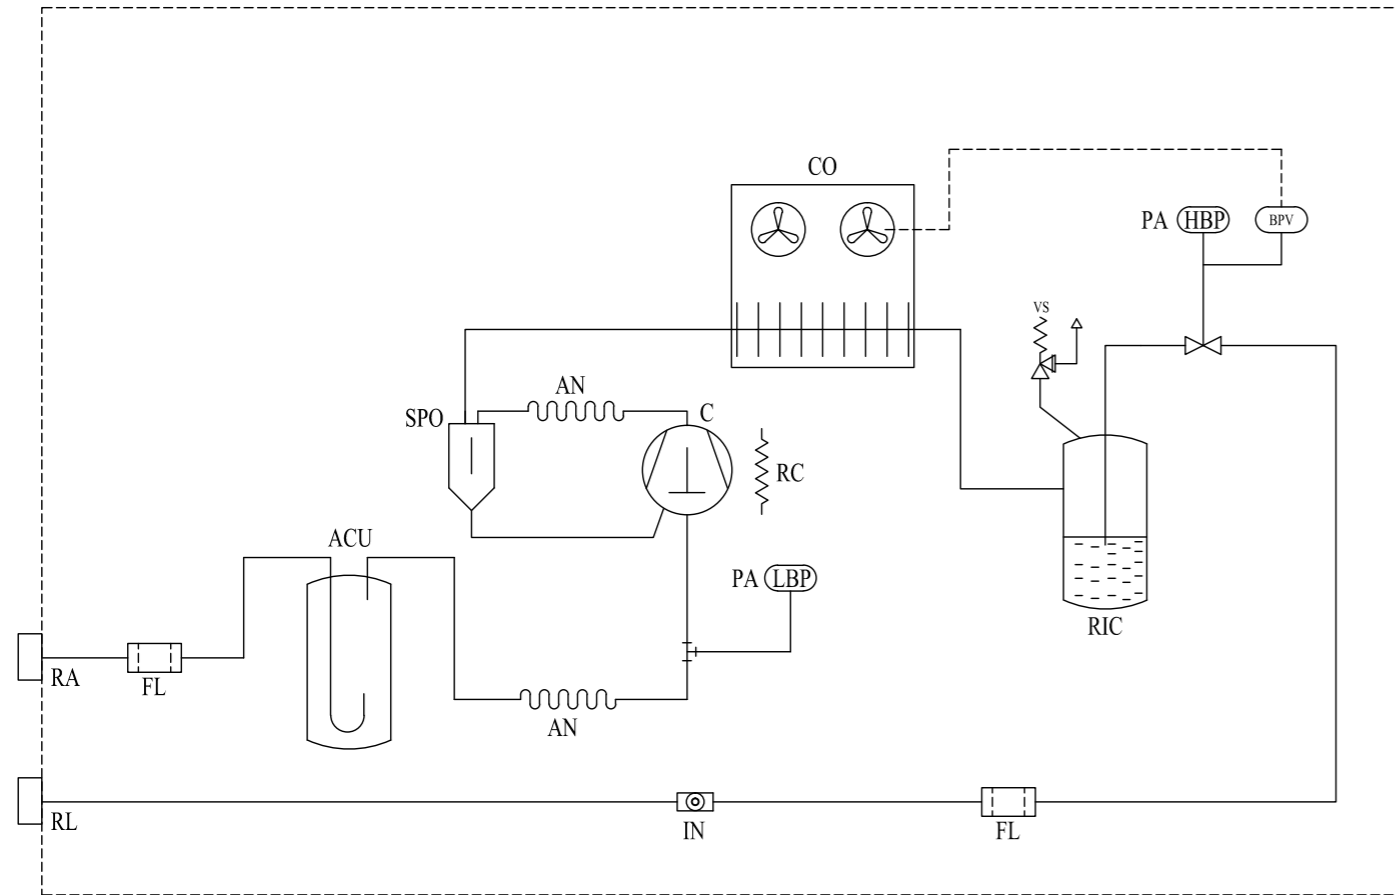 CO
PA HBP BPV
VS
AN
SPO
C
RC
ACU
PA LBP
RIC
RA
FL
AN
RL
IN
FL